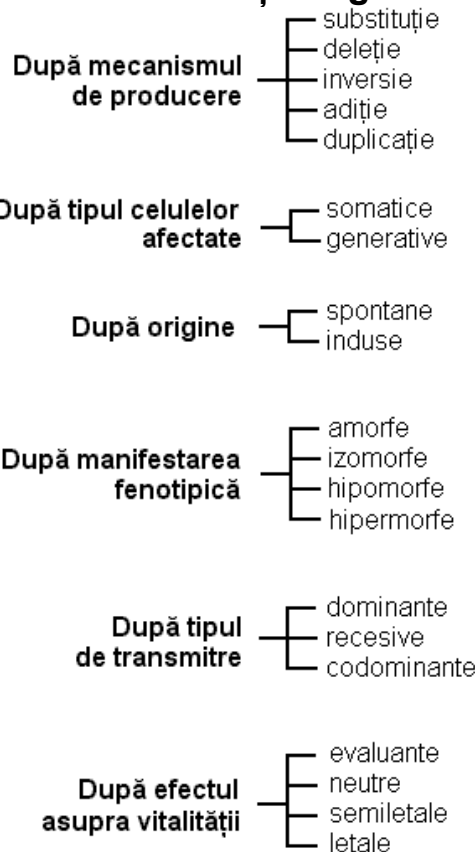 După mecanismul
de producere
substituție
deleție
inversie
adiție
duplicație
După tipul celulelor
afectate
somatice
generative
După origine
spontane
induse
După manifestarea
fenotipică
amorfe
izomorfe
hipomorfe
hipermorfe
După tipul
de transmitre
dominante
recesive
codominante
După efectul
asupra vitalității
evaluante
neutre
semiletale
letale